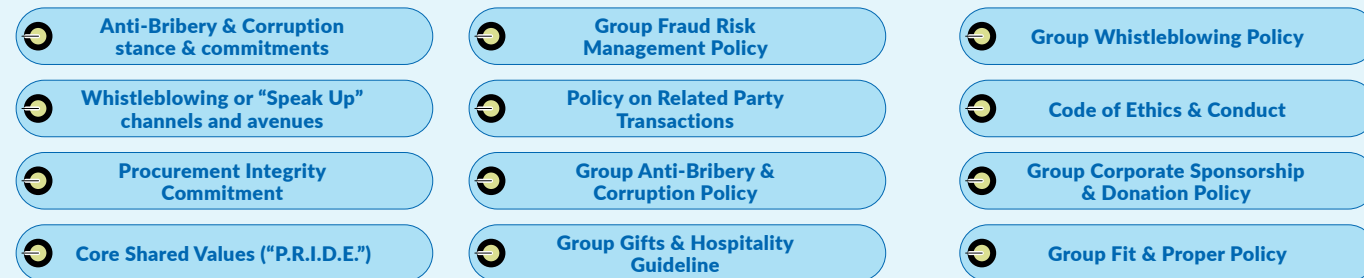 Anti-Bribery & Corruption
stance & commitments
Whistleblowing or “Speak Up”
channels and avenues
Procurement Integrity
Commitment
Core Shared Values (“P.R.I.D.E.”)
Group Fraud Risk
Management Policy
Policy on Related Party
Transactions
Group Anti-Bribery &
Corruption Policy
Group Gifts & Hospitality
Guideline
Group Whistleblowing Policy
Code of Ethics & Conduct
Group Corporate Sponsorship
& Donation Policy
Group Fit & Proper Policy